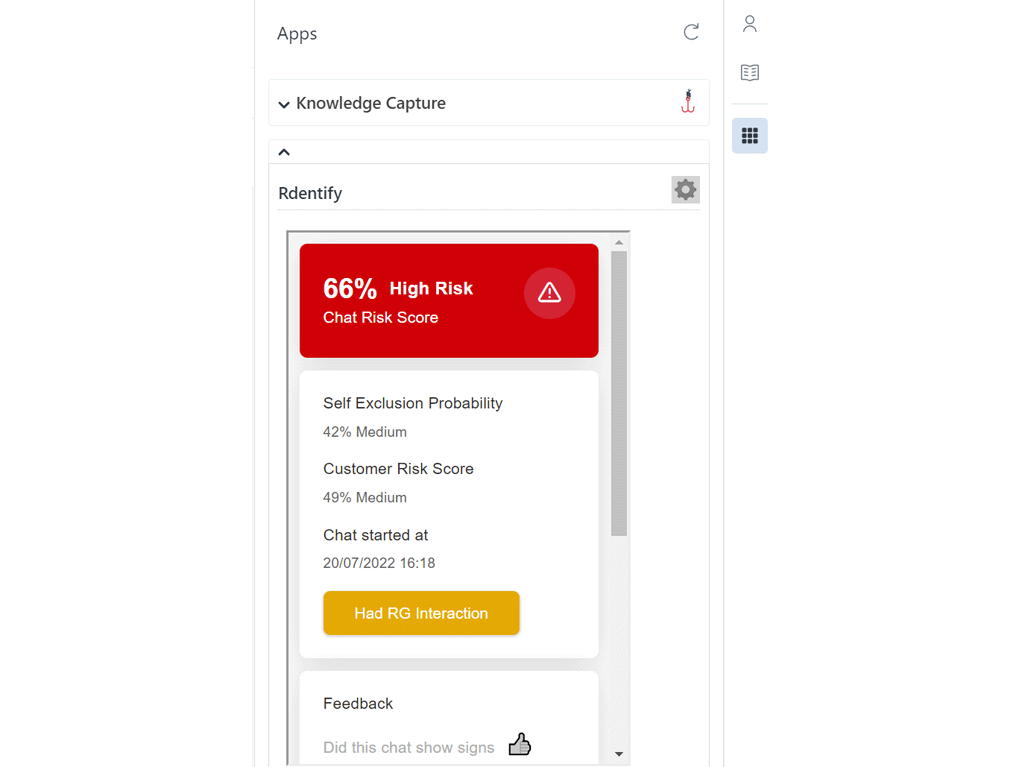 Apps
Knowledge Capture
Rdentify
66% High Risk
Chat Risk Score
Self Exclusion Probability
42% Medium
Customer Risk Score
49% Medium
Chat started at
20/07/2022 16:18
Had RG Interaction
Feedback
Did this chat show signs